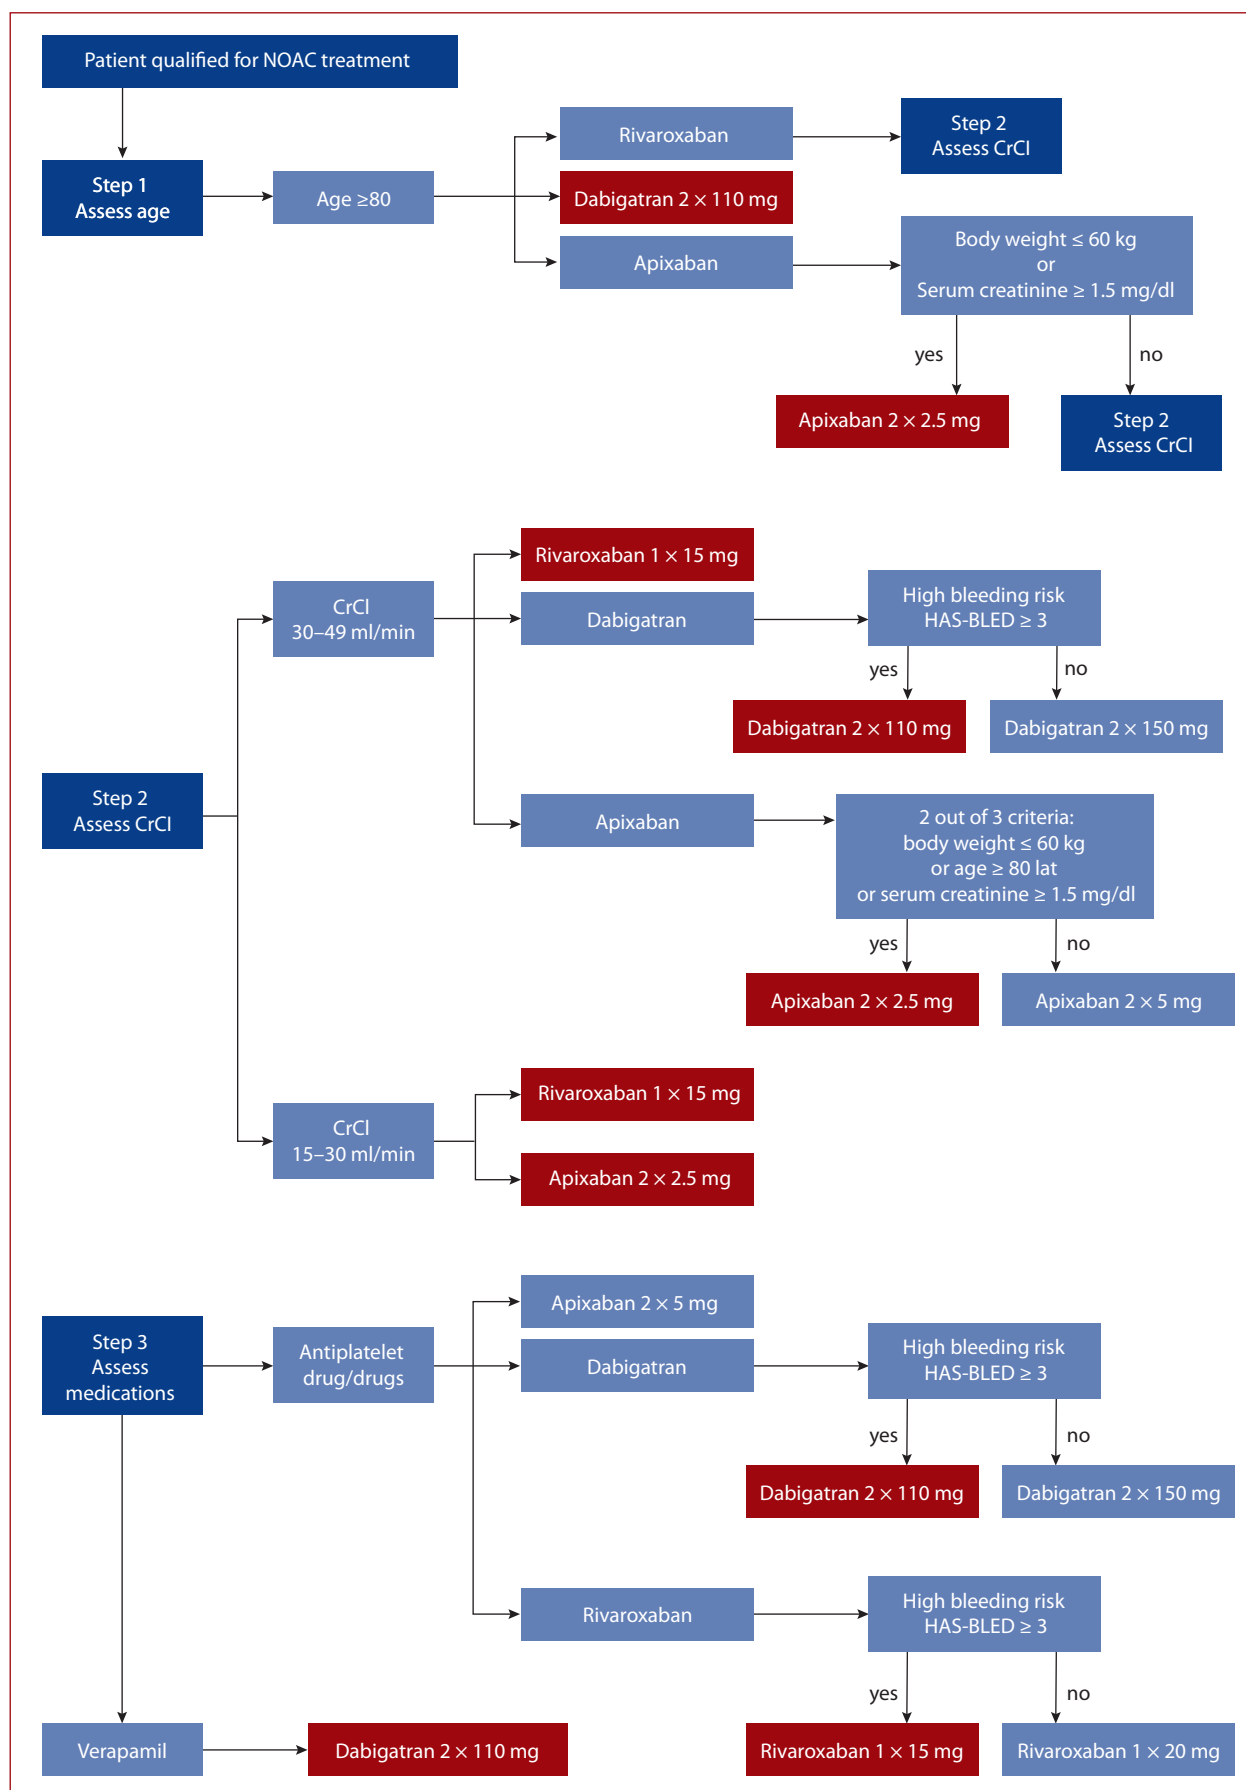 Patient qualified for NOAC treatment
Step 1
Assess age
Age ≥80
Rivaroxaban
Step 2
Assess CrCl
Dabigatran 2 × 110 mg
Apixaban
Body weight ≤ 60 kg
or
Serum creatinine ≥ 1.5 mg/dl
yes
no
Apixaban 2 × 2.5 mg
Step 2
Assess CrCl
Step 2
Assess CrCl
CrCl
30–49 ml/min
Rivaroxaban 1 × 15 mg
Dabigatran
High bleeding risk
HAS-BLED ≥ 3
yes
no
Dabigatran 2 × 110 mg
Dabigatran 2 × 150 mg
Apixaban
2 out of 3 criteria:
body weight ≤ 60 kg
or age ≥ 80 lat
or serum creatinine ≥ 1.5 mg/dl
yes
no
Apixaban 2 × 2.5 mg
Apixaban 2 × 5 mg
CrCl
15–30 ml/min
Rivaroxaban 1 × 15 mg
Apixaban 2 × 2.5 mg
Step 3
Assess
medications
Antiplatelet
drug/drugs
Apixaban 2 × 5 mg
Dabigatran
High bleeding risk
HAS-BLED ≥ 3
yes
no
Dabigatran 2 × 110 mg
Dabigatran 2 × 150 mg
Rivaroxaban
High bleeding risk
HAS-BLED ≥ 3
yes
no
Rivaroxaban 1 × 15 mg
Rivaroxaban 1 × 20 mg
Verapamil
Dabigatran 2 × 110 mg